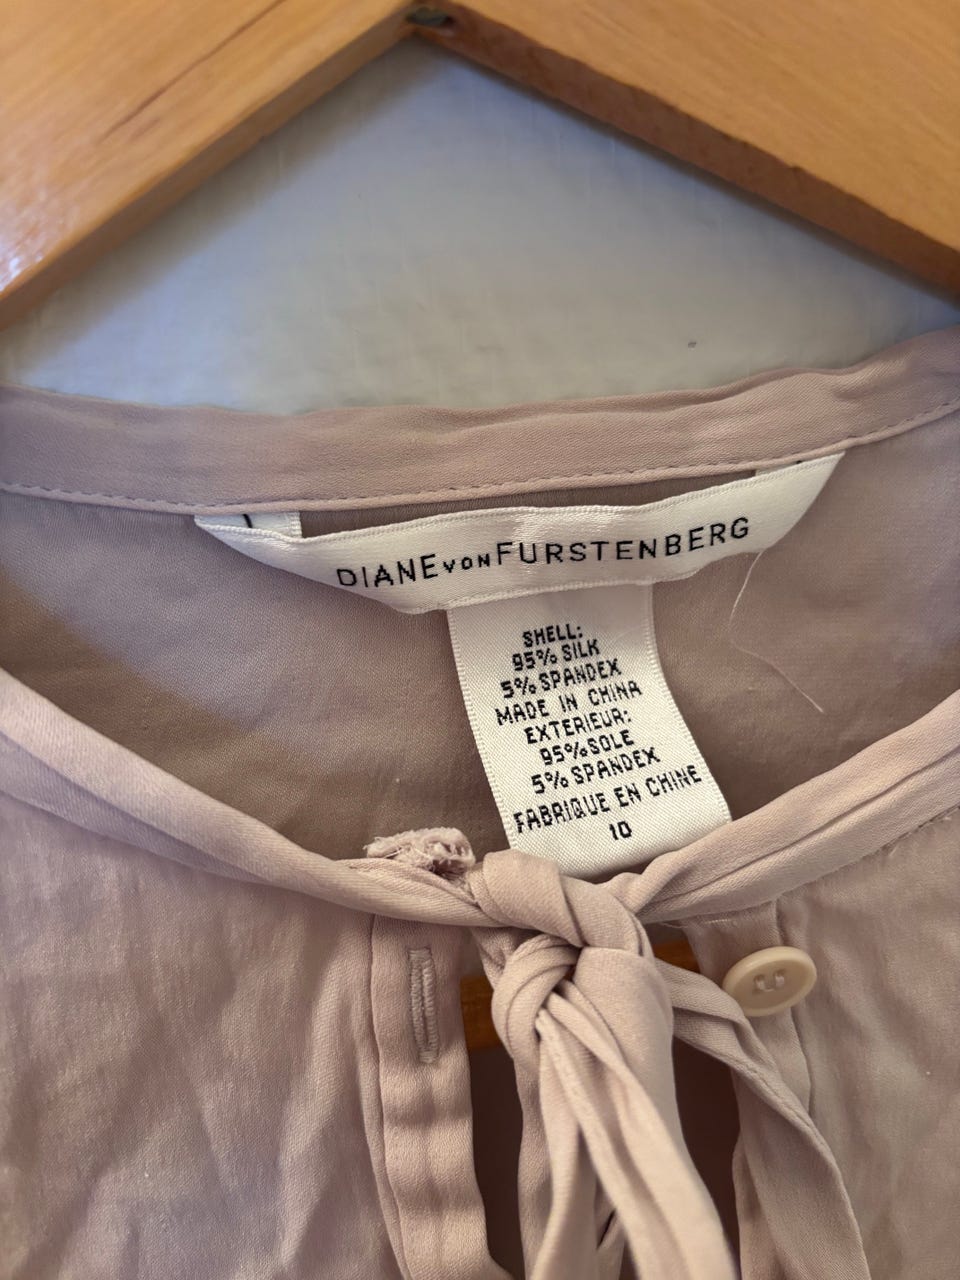 DIANE VON FURSTENBERG
SHELL:
95% SILK
5% SPANDEX
MADE IN CHINA
EXTERIEUR:
95% SOLE
5% SPANDEX
FABRIQUE EN CHINE
10